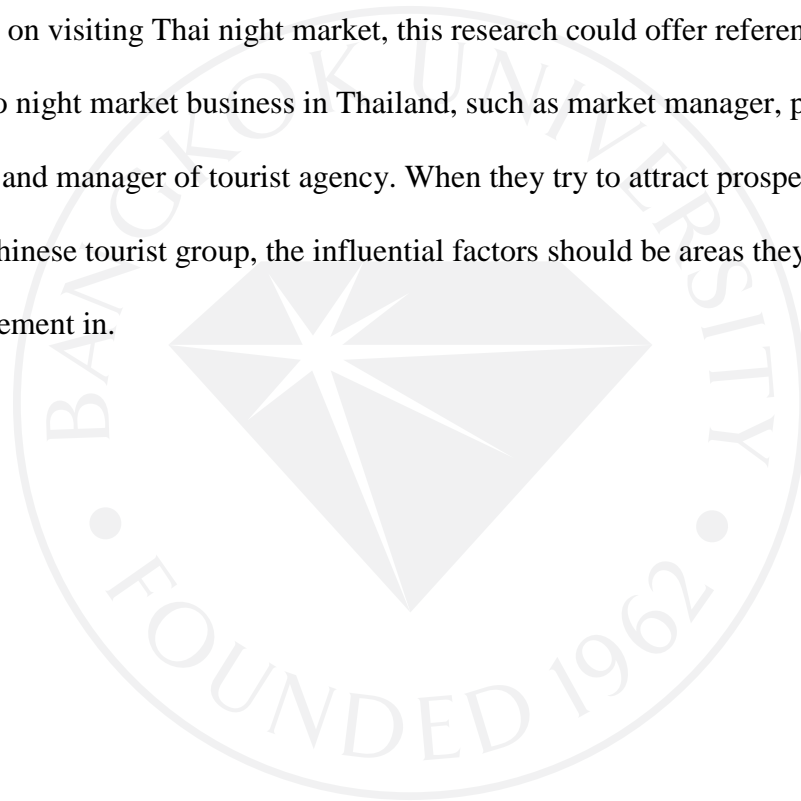 on visiting Thai night market, this research could offer referen
o night market business in Thailand, such as market manager, p
and manager of tourist agency. When they try to attract prospe
hinese tourist group, the influential factors should be areas they
ement in.
BANGKOK UNIVERSITY
FOUNDED 1962